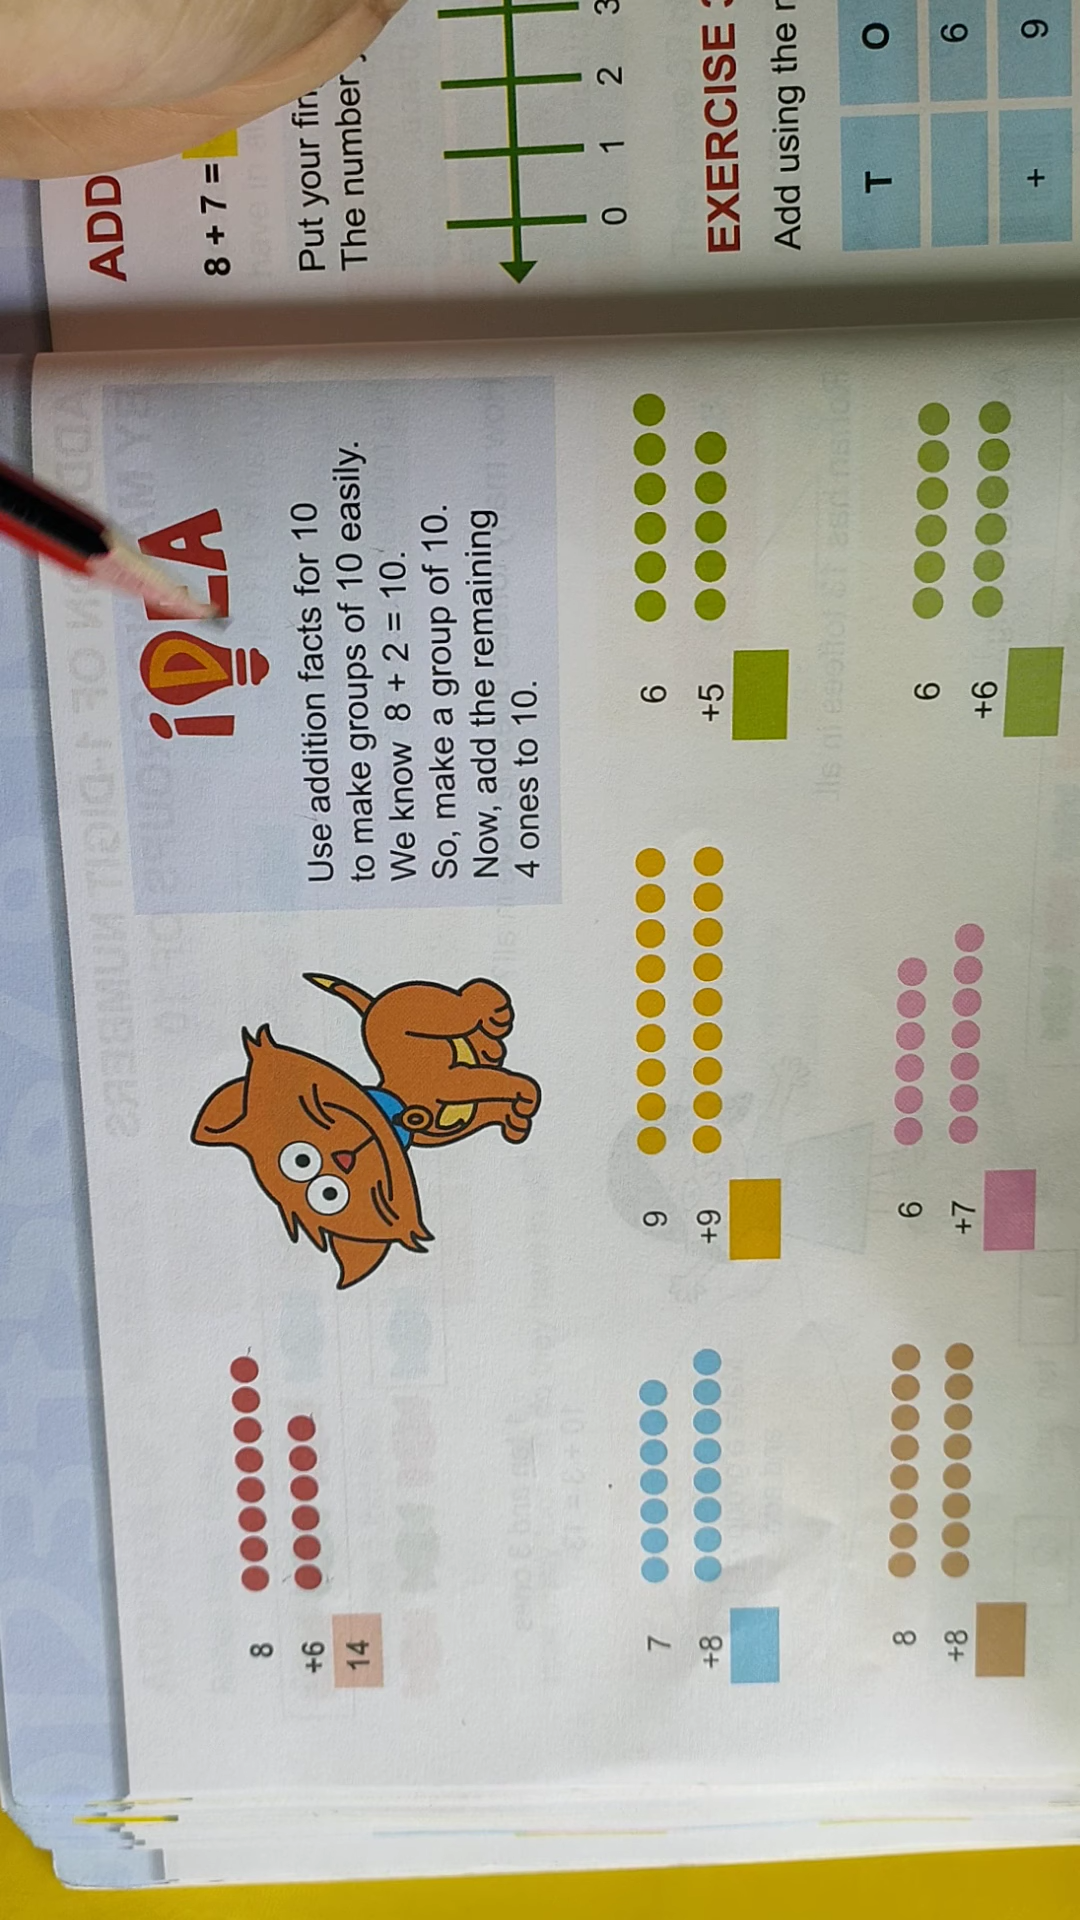 iDEA
Use addition facts for 10
to make groups of 10 easily.
We know 8 + 2 = 10.
So, make a group of 10.
Now, add the remaining
4 ones to 10.
8
+6
14
7
+8
9
+9
6
+5
8
+8
6
+7
6
+6
ADD
8 + 7 =
Put your
The number
0 1 2 3
EXERCISE
Add using the
T O
6
+ 9